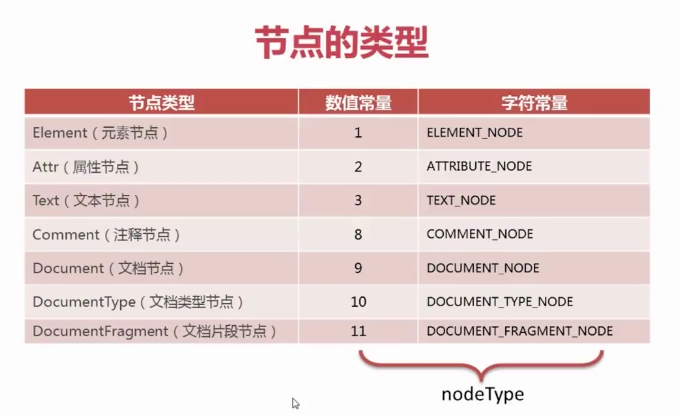 节点的类型
节点类型 数值常量 字符常量
Element（元素节点） 1 ELEMENT_NODE
Attr（属性节点） 2 ATTRIBUTE_NODE
Text（文本节点） 3 TEXT_NODE
Comment（注释节点） 8 COMMENT_NODE
Document（文档节点） 9 DOCUMENT_NODE
DocumentType（文档类型节点） 10 DOCUMENT_TYPE_NODE
DocumentFragment（文档片段节点） 11 DOCUMENT_FRAGMENT_NODE
nodeType